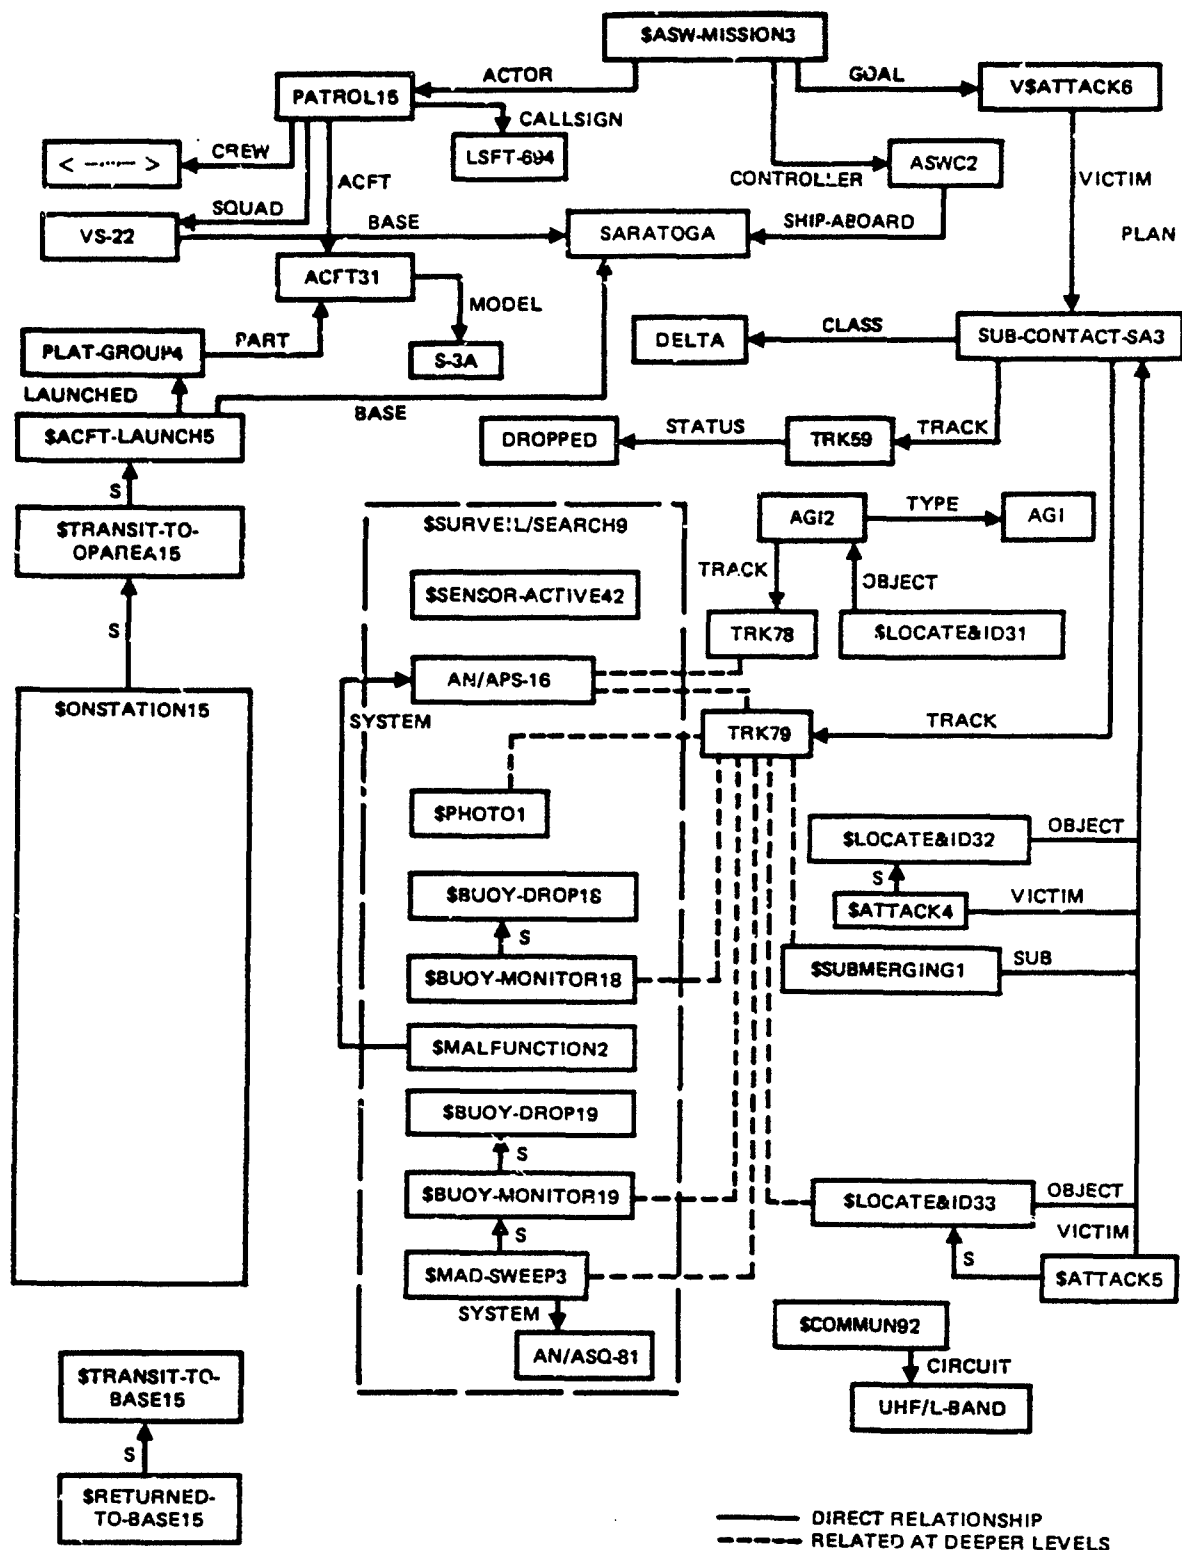 $ASW-MISSION3
ACTOR
GOAL
PATROL15
V$ATTACK6
CALLSIGN
LSFT-694
CREW
< ------- >
ACFT
CONTROLLER
ASWC2
VICTIM
SQUAD
VS-22
BASE
SARATOGA
SHIP-ABOARD
PLAN
ACFT31
MODEL
PLAT-GROUP4
PART
S-3A
DELTA
CLASS
SUB-CONTACT-SA3
LAUNCHED
BASE
$ACFT-LAUNCH5
DROPPED
STATUS
TRK59
TRACK
S
$TRANSIT-TO-
OPAREA15
$SURVEIL/SEARCH9
AGI2
TYPE
AGI
TRACK
OBJECT
$SENSOR-ACTIVE42
S
TRK78
$LOCATE&ID31
AN/APS-16
$ONSTATION15
SYSTEM
TRK79
TRACK
$PHOTO1
$LOCATE&ID32
OBJECT
$BUOY-DROP18
S
S
$ATTACK4
VICTIM
$BUOY-MONITOR18
$SUBMERGING1
SUB
$MALFUNCTION2
$BUOY-DROP19
S
$BUOY-MONITOR19
$LOCATE&ID33
OBJECT
S
VICTIM
$MAD-SWEEP3
S
$ATTACK5
SYSTEM
AN/ASQ-81
$COMMUN92
CIRCUIT
UHF/L-BAND
$TRANSIT-TO-
BASE15
S
$RETURNED-
TO-BASE15
DIRECT RELATIONSHIP
RELATED AT DEEPER LEVELS